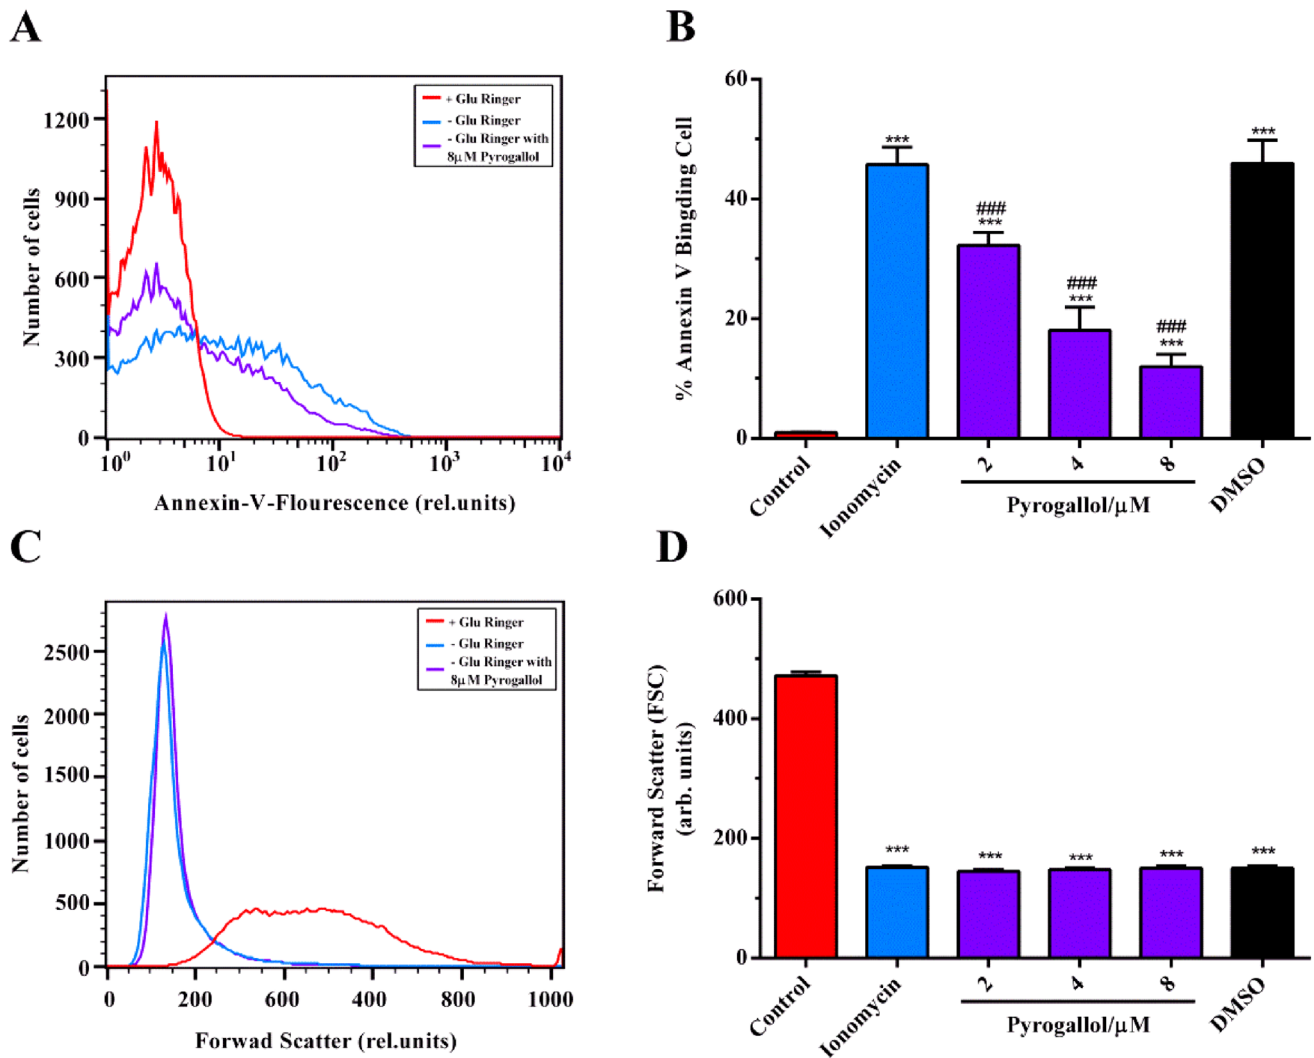 A
+ Glu Ringer
- Glu Ringer
- Glu Ringer with
8μM Pyrogallol
Number of cells
1200
900
600
300
0
10⁰
10¹
10²
10³
10⁴
Annexin-V-Flourescence (rel.units)
B
% Annexin V Bingding Cell
60
40
20
0
***
###
***
###
***
###
***
***
Control
Ionomycin
2
4
8
DMSO
Pyrogallol/μM
C
+ Glu Ringer
- Glu Ringer
- Glu Ringer with
8μM Pyrogallol
Number of cells
2500
2000
1500
1000
500
0
0
200
600
400
800
1000
Forwad Scatter (rel.units)
D
Forward Scatter (FSC)
(arb. units)
600
400
200
0
***
***
***
***
***
Control
Ionomycin
2
4
8
DMSO
Pyrogallol/μM